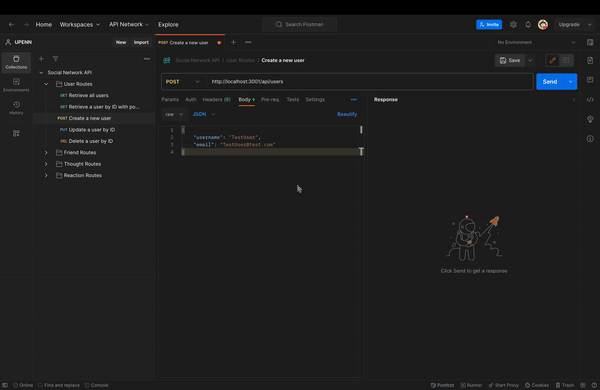 Home Workspaces API Network Explore Search Postman Invite Upgrade
UPENN New Import POST Create a new user No Environment
Collections
Environments
History
Social Network API
User Routes
GET Retrieve all users
GET Retrieve a user by ID with po...
POST Create a new user
PUT Update a user by ID
DEL Delete a user by ID
Friend Routes
Thought Routes
Reaction Routes
Social Network API / User Routes / Create a new user Save
POST http://localhost:3001/api/users Send
Params Auth Headers (8) Body Pre-req. Tests Settings
raw JSON Beautify
1 {
2 "username": "TestUser",
3 "email": "TestUser@test.com"
4 }
Response
Click Send to get a response
Online Find and replace Console Postbot Runner Start Proxy Cookies Trash